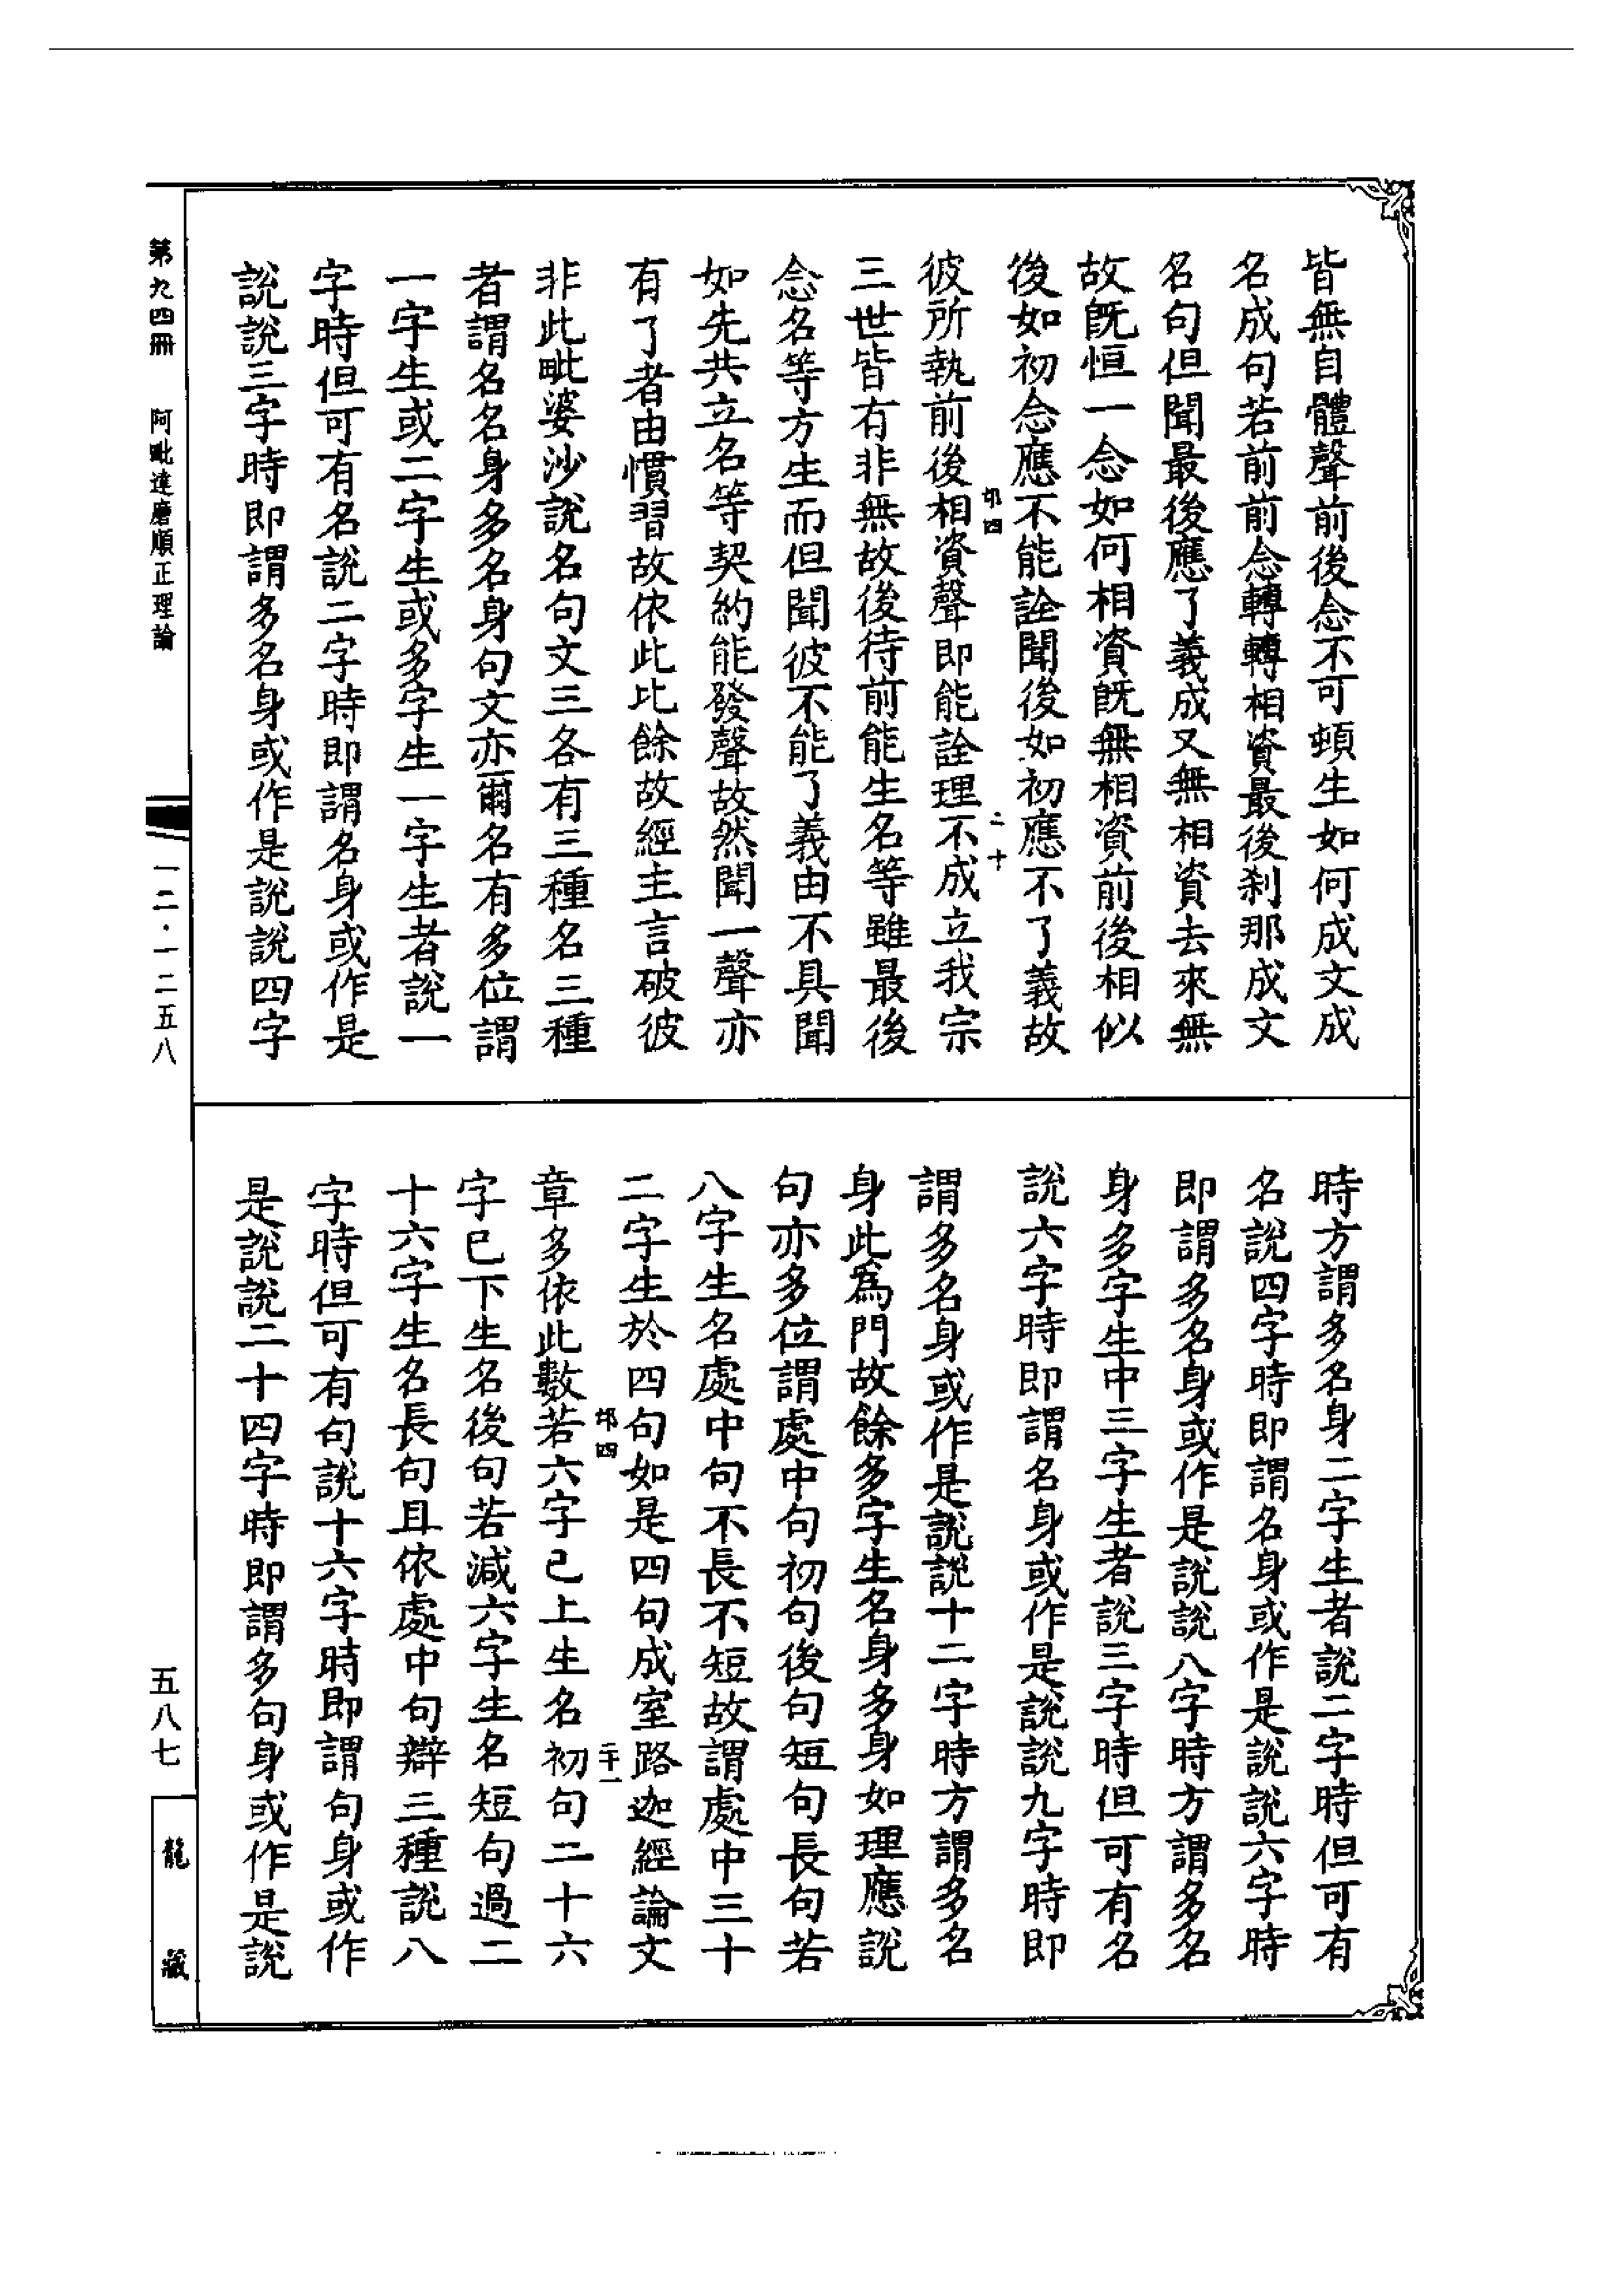 皆無自體聲前後念不可頓生如何成文成
名成句若前前念轉轉相資最後剎那成文
名句但聞最後應了義成又無相資去來無
故既恒一念如何相資既無相資前後相似
後如初念應不能詮聞後如初應不了義故
彼所執前後相資聲即能詮理不成立我宗
三世皆有非無故後待前能生名等雖最後
念名等方生而但聞彼不能了義由不具聞
如先共立名等契約能發聲故然聞一聲亦
有了者由慣習故依此比餘故經主言破彼
非此毗婆沙說名句文三各有三種名三種
者謂名名身多名身句文亦爾名有多位謂
一字生或二字生或多字生一字生者說一
字時但可有名說二字時即謂名身或作是
說說三字時即謂多名身或作是說說四字
時方謂多名身二字生者說二字時但可有
名說四字時即謂名身或作是說說六字時
即謂多名身或作是說說八字時方謂多名
身多字生中三字生者說三字時但可有名
說六字時即謂名身或作是說說九字時即
謂多名身或作是說說十二字時方謂多名
身此為門故餘多字生名身多身如理應說
句亦多位謂處中句初句後句短句長句若
八字生名處中句不長不短故謂處中三十
二字生於四句如是四句成室路迦經論文
章多依此數若六字已上生名初句二十六
字已下生名後句若減六字生名短句過二
十六字生名長句且依處中句辯三種說八
字時但可有句說十六字時即謂句身或作
是說說二十四字時即謂多句身或作是說
邶四
二十
邶四
二十一
第九四冊 阿毗達磨順正理論
一二·一二五八
五八七
龍藏